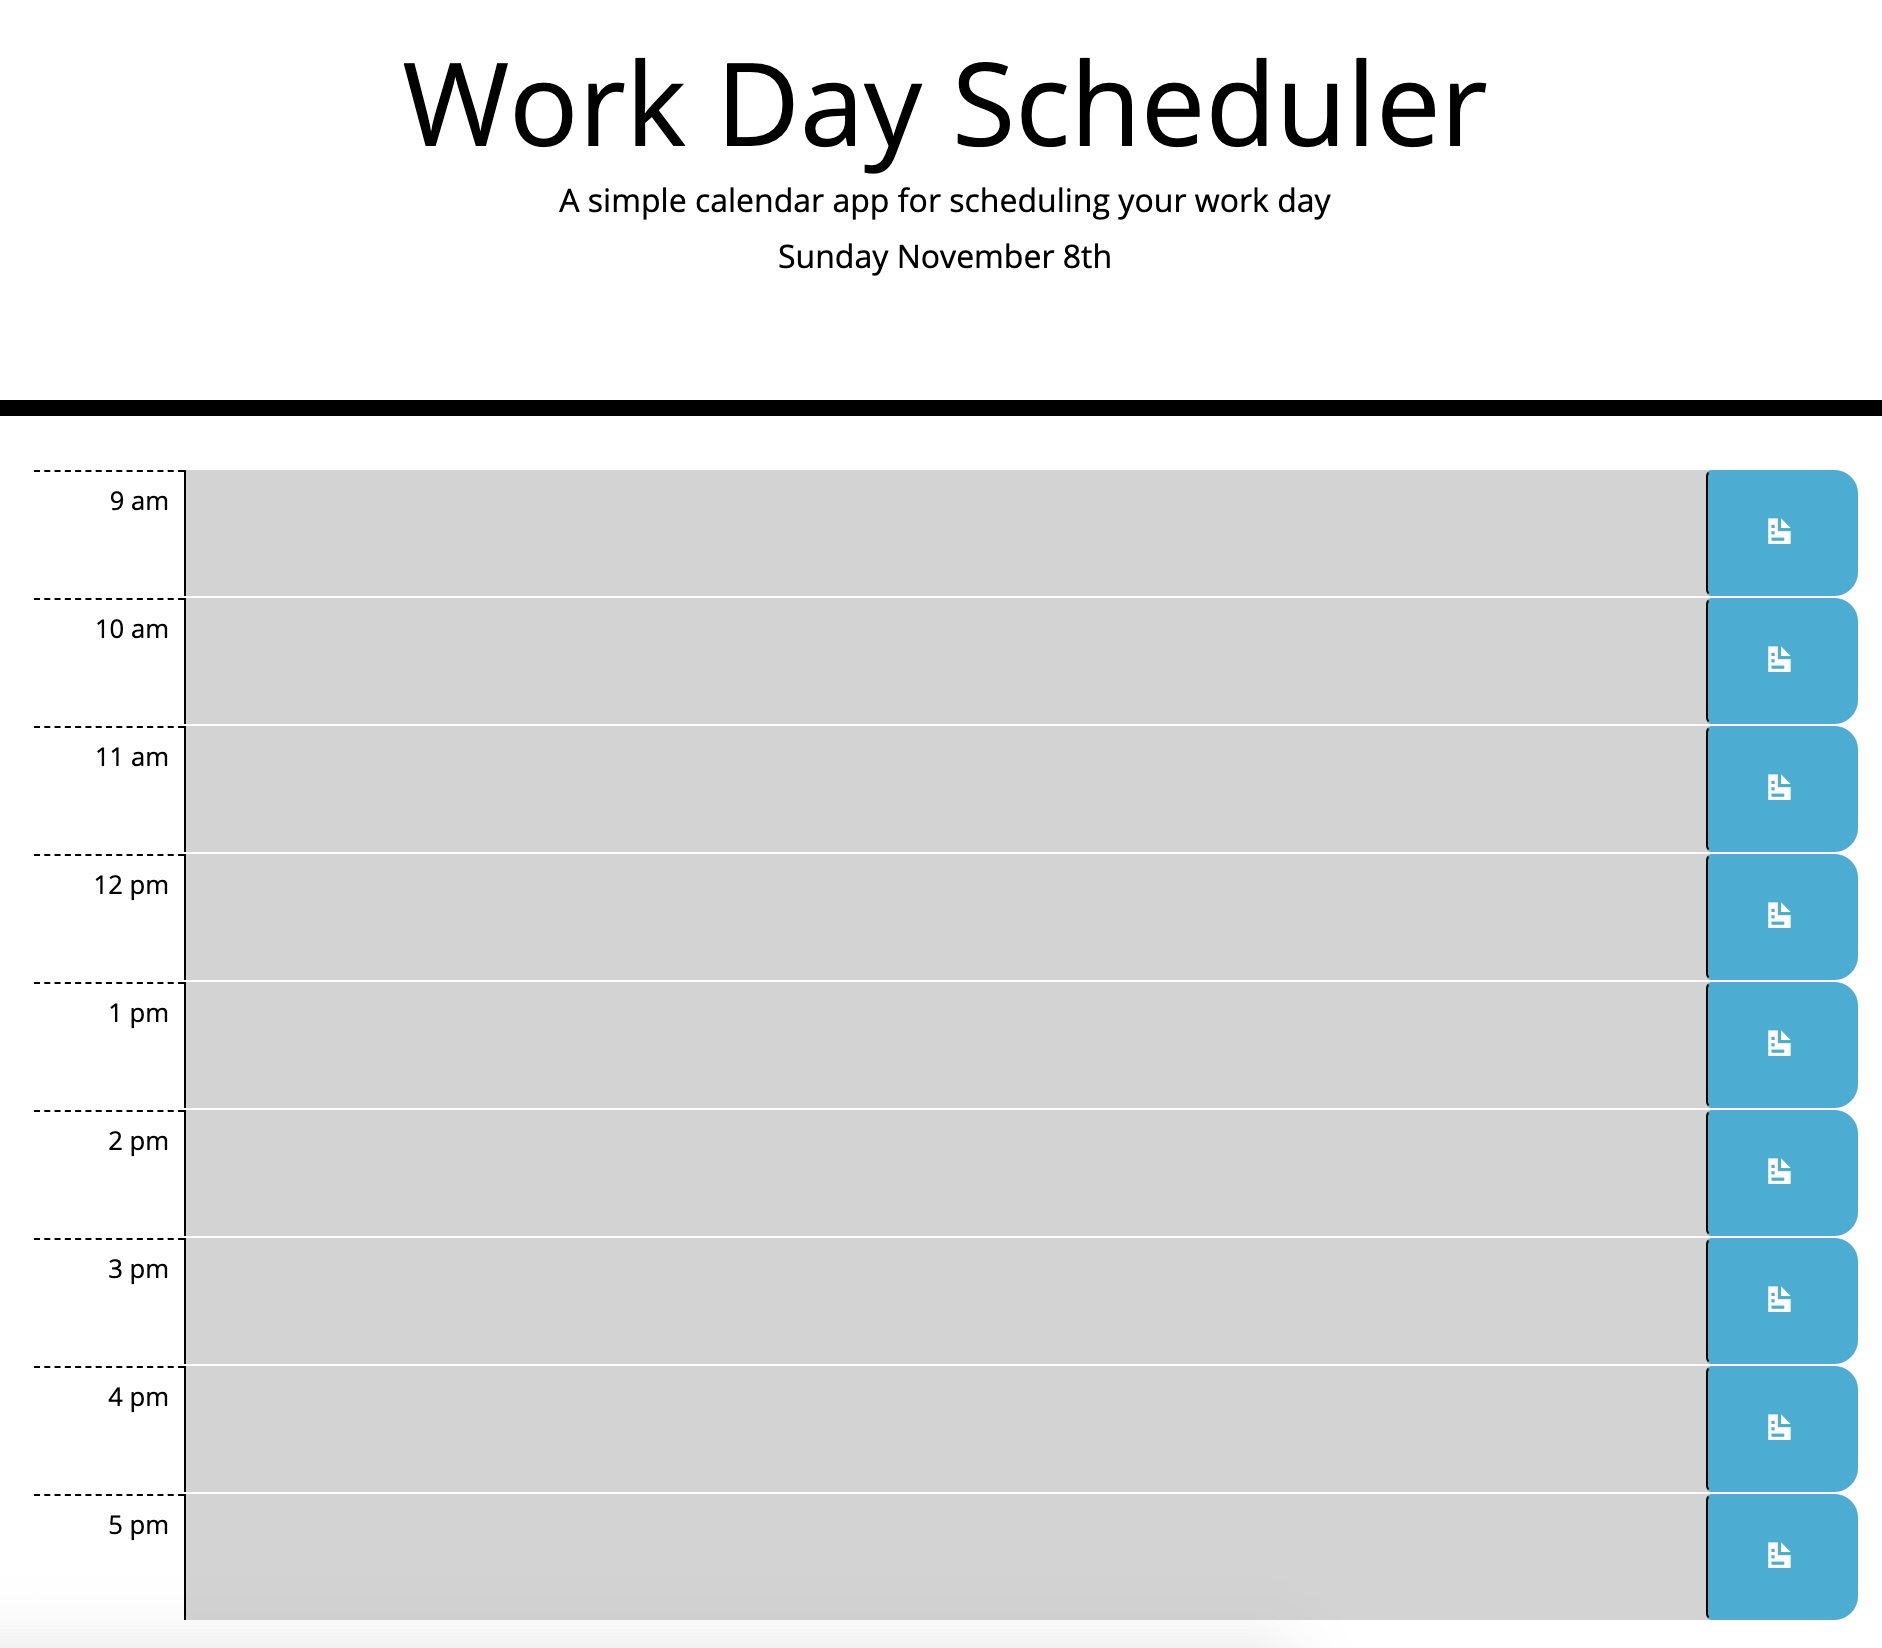 Work Day Scheduler
A simple calendar app for scheduling your work day
Sunday November 8th
9 am
10 am
11 am
12 pm
1 pm
2 pm
3 pm
4 pm
5 pm